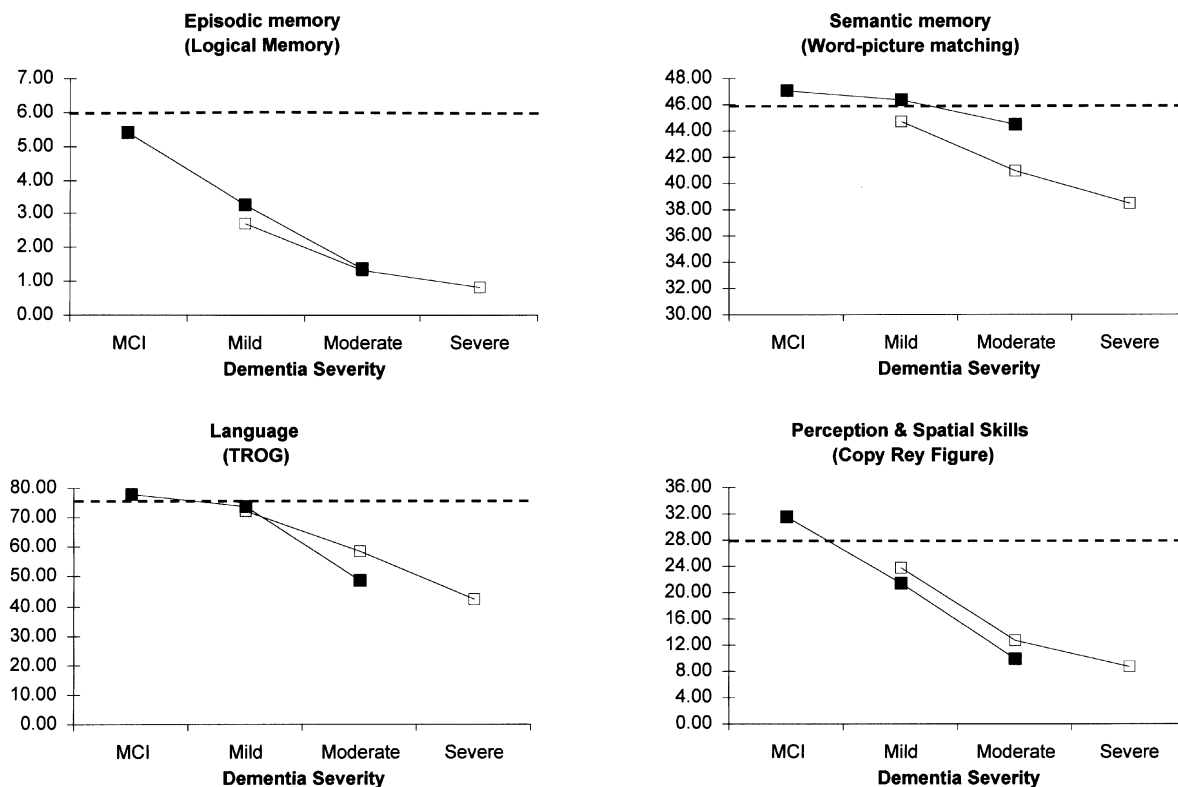 Episodic memory
(Logical Memory)
7.00
6.00
5.00
4.00
3.00
2.00
1.00
0.00
MCI Mild Moderate Severe
Dementia Severity
Semantic memory
(Word-picture matching)
48.00
46.00
44.00
42.00
40.00
38.00
36.00
34.00
32.00
30.00
MCI Mild Moderate Severe
Dementia Severity
Language
(TROG)
80.00
70.00
60.00
50.00
40.00
30.00
20.00
10.00
0.00
MCI Mild Moderate Severe
Dementia Severity
Perception & Spatial Skills
(Copy Rey Figure)
36.00
32.00
28.00
24.00
20.00
16.00
12.00
8.00
4.00
0.00
MCI Mild Moderate Severe
Dementia Severity